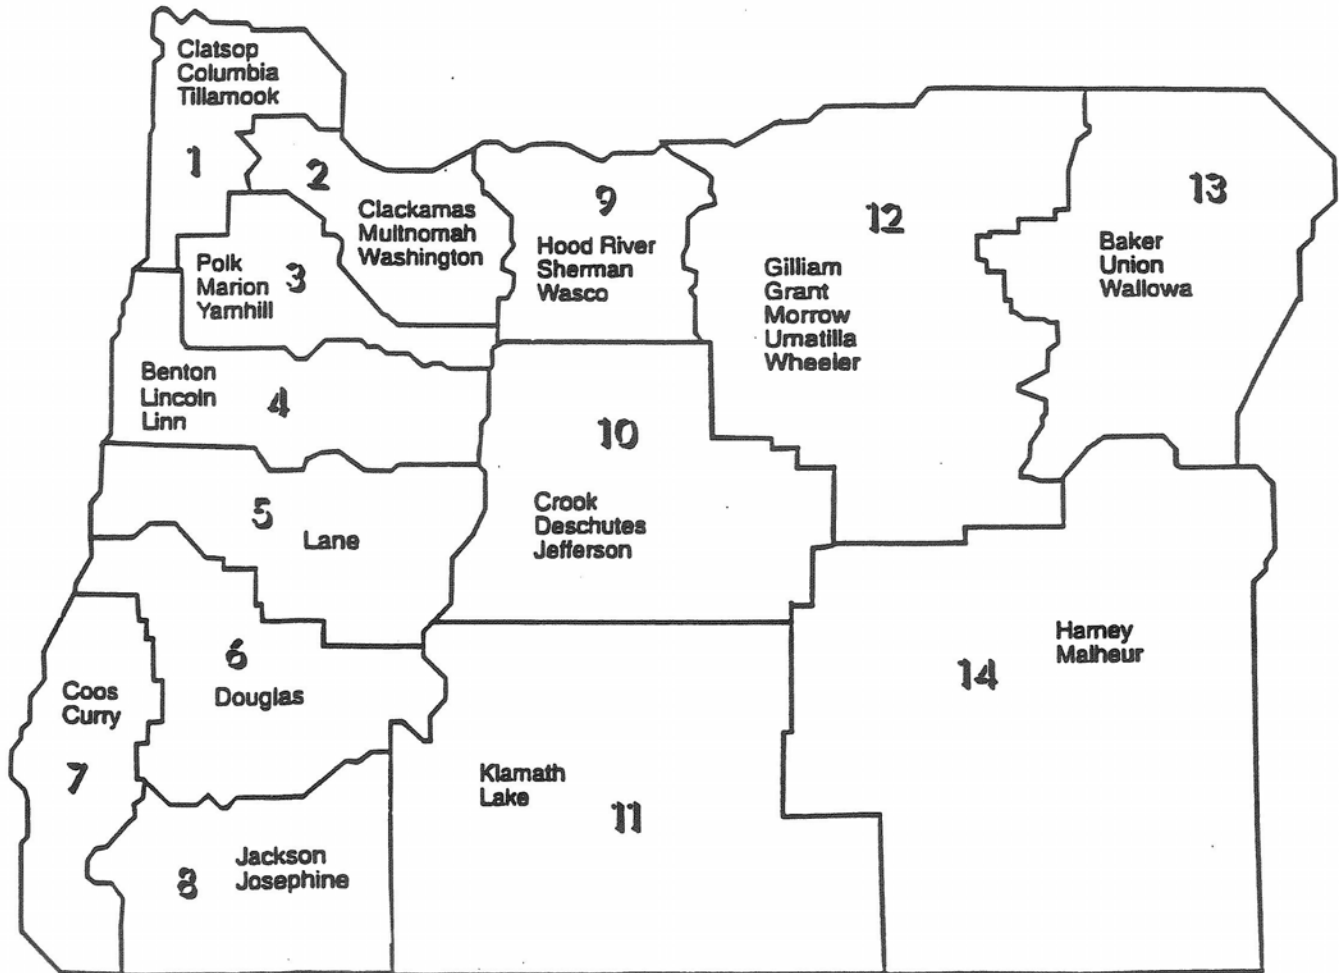 Clatsop
Columbia
Tillamook
1
2
Clackamas
Multnomah
Washington
Polk
Marion
Yamhill
3
Benton
Lincoln
Linn
4
5
Lane
6
Douglas
Coos
Curry
7
8
Jackson
Josephine
9
Hood River
Sherman
Wasco
10
Crook
Deschutes
Jefferson
Klamath
Lake
11
12
Gilliam
Grant
Morrow
Umatilla
Wheeler
13
Baker
Union
Wallowa
Harney
Malheur
14